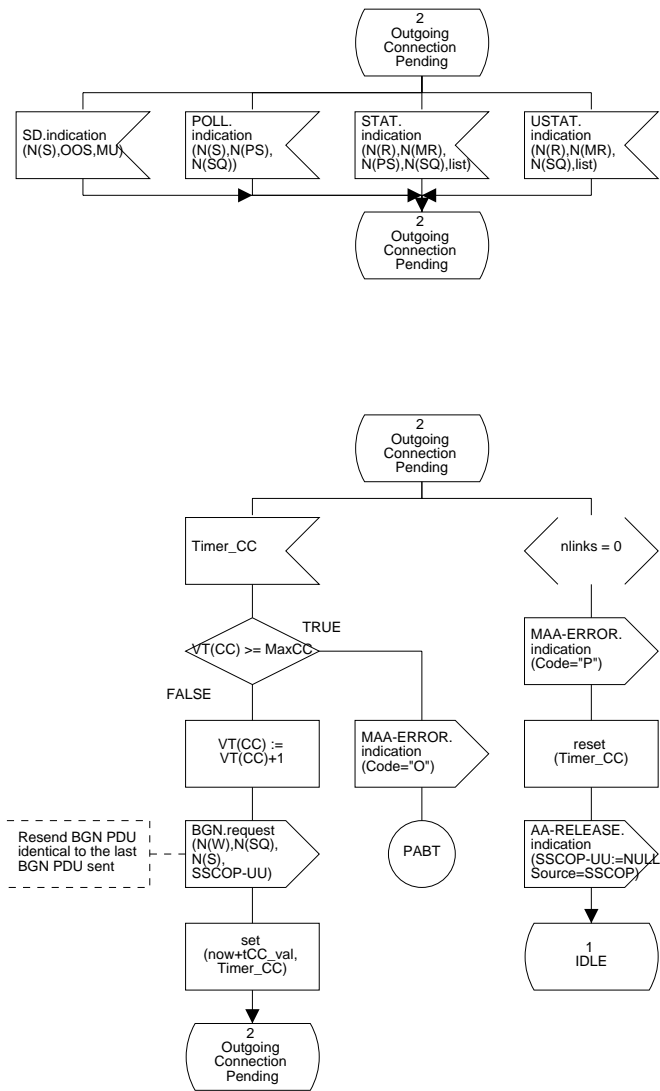 2
Outgoing
Connection
Pending
SD.indication
(N(S),OOS,MU)
POLL.
indication
(N(S),N(PS),
N(SQ))
STAT.
indication
(N(R),N(MR),
N(PS),N(SQ),list)
USTAT.
indication
(N(R),N(MR),
N(SQ),list)
2
Outgoing
Connection
Pending
2
Outgoing
Connection
Pending
Timer_CC
nlinks = 0
VT(CC) >= MaxCC
TRUE
FALSE
MAA-ERROR.
indication
(Code="P")
VT(CC) :=
VT(CC)+1
MAA-ERROR.
indication
(Code="O")
reset
(Timer_CC)
Resend BGN PDU
identical to the last
BGN PDU sent
BGN.request
(N(W),N(SQ),
N(S),
SSCOP-UU)
PABT
AA-RELEASE.
indication
(SSCOP-UU:=NULL
Source=SSCOP)
set
(now+tCC_val,
Timer_CC)
1
IDLE
2
Outgoing
Connection
Pending